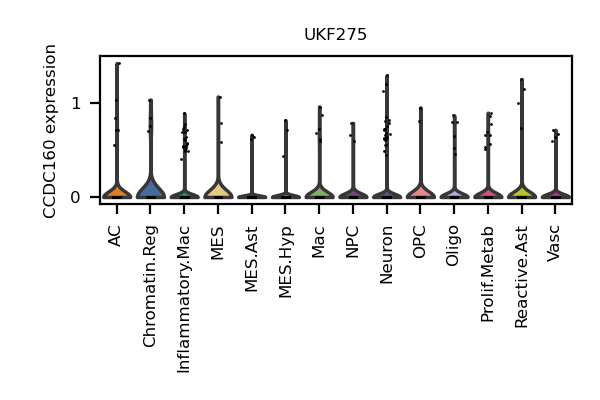 UKF275
CCDC160 expression
1
0
AC
Chromatin.Reg
Inflammatory.Mac
MES
MES.Ast
MES.Hyp
Mac
NPC
Neuron
OPC
Oligo
Prolif.Metab
Reactive.Ast
Vasc